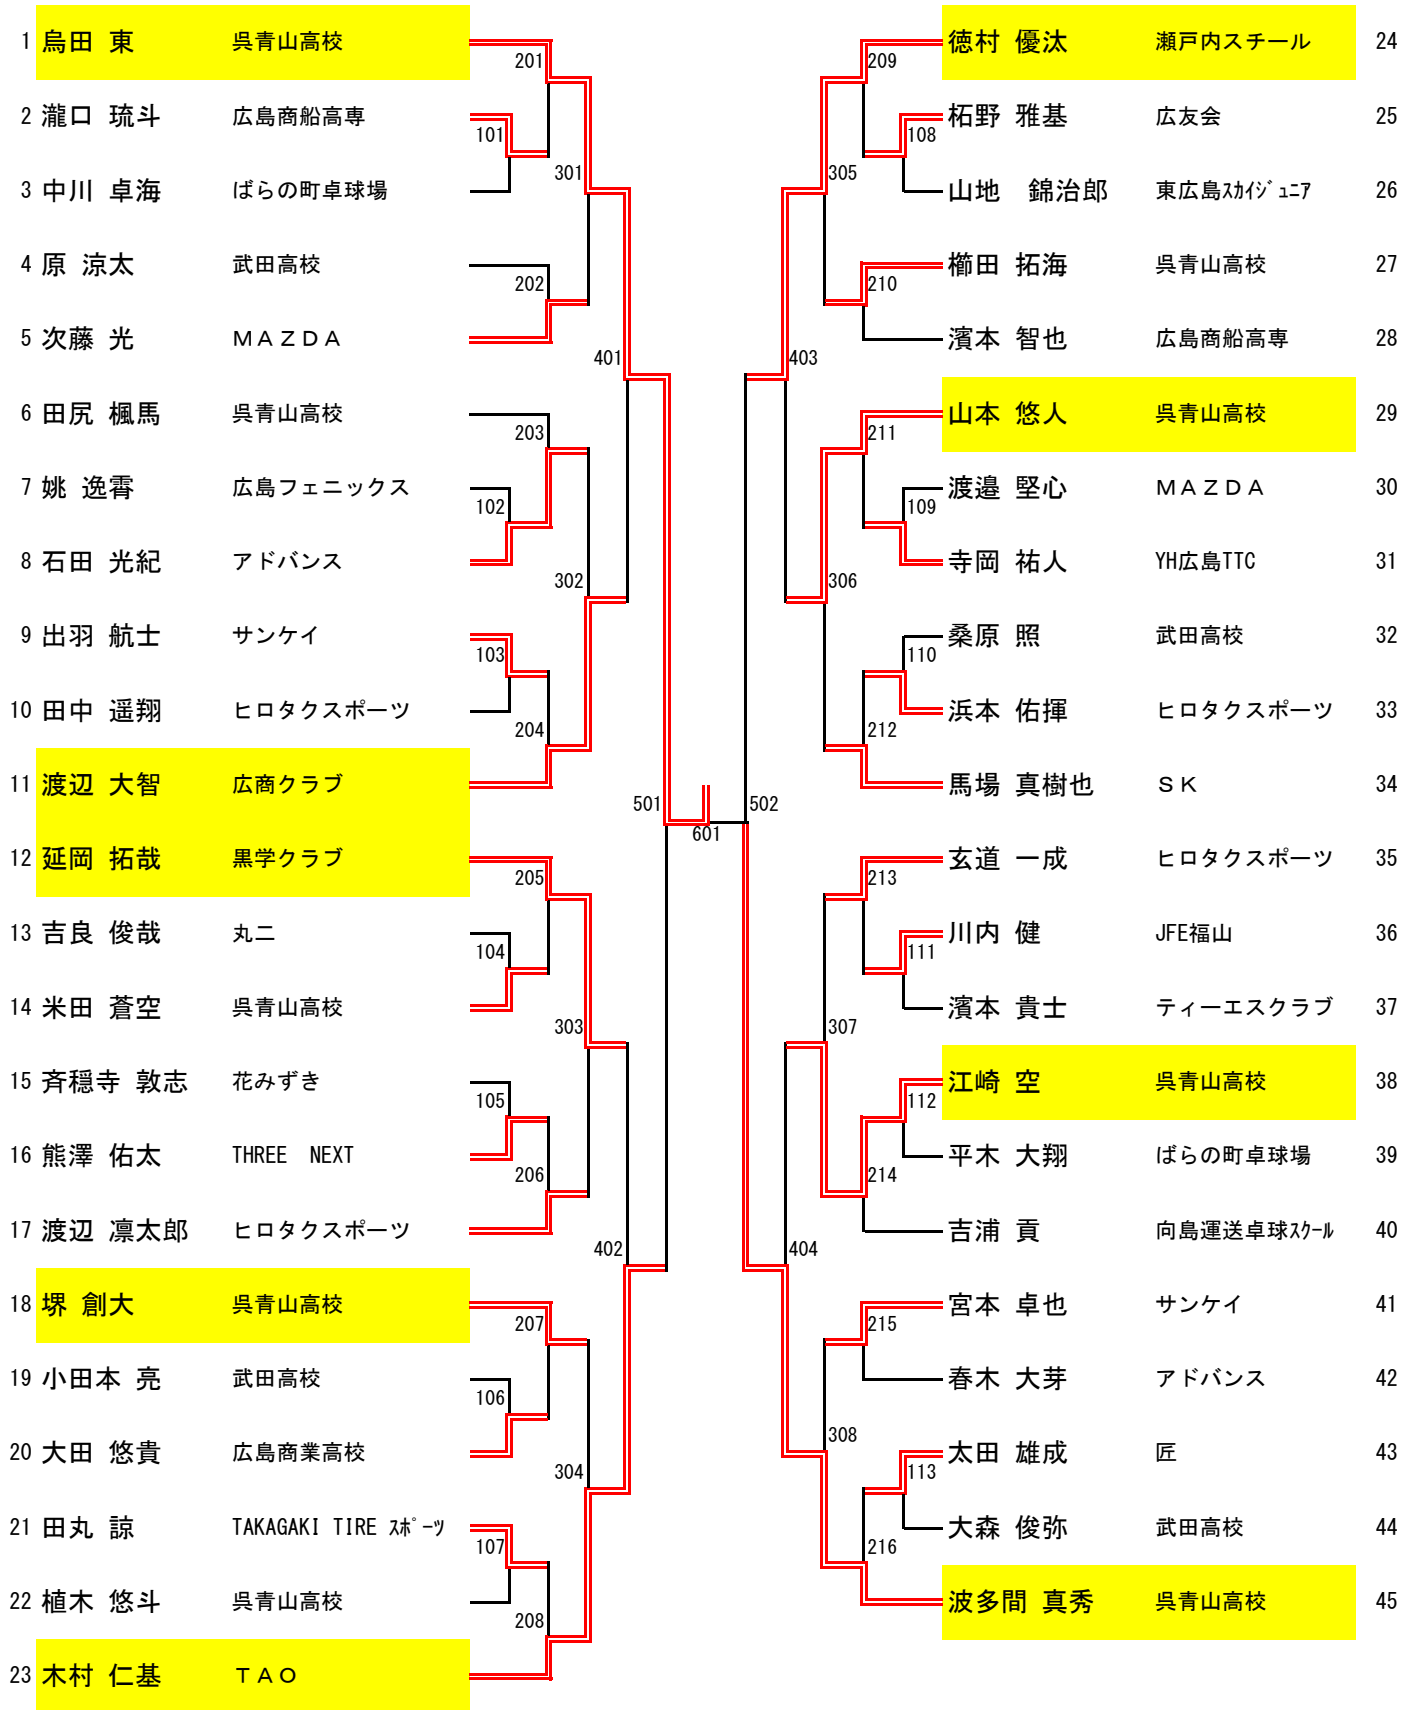 1 烏田 東 呉青山高校
2 瀧口 琉斗 広島商船高専
3 中川 卓海 ばらの町卓球場
4 原 涼太 武田高校
5 次藤 光 ＭＡＺＤＡ
6 田尻 楓馬 呉青山高校
7 姚 逸霄 広島フェニックス
8 石田 光紀 アドバンス
9 出羽 航士 サンケイ
10 田中 遥翔 ヒロタクスポーツ
11 渡辺 大智 広商クラブ
12 延岡 拓哉 黒学クラブ
13 吉良 俊哉 丸二
14 米田 蒼空 呉青山高校
15 斉穏寺 敦志 花みずき
16 熊澤 佑太 THREE　NEXT
17 渡辺 凛太郎 ヒロタクスポーツ
18 堺 創大 呉青山高校
19 小田本 亮 武田高校
20 大田 悠貴 広島商業高校
21 田丸 諒 TAKAGAKI TIRE ｽﾎﾟｰﾂ
22 植木 悠斗 呉青山高校
23 木村 仁基 ＴＡＯ
201
101
301
202
401
203
102
302
103
204
501
205
104
303
105
206
402
207
106
304
107
208
601
502
209
108
305
210
403
211
109
306
110
212
213
111
307
112
214
404
215
308
113
216
徳村 優汰 瀬戸内スチール 24
柘野 雅基 広友会 25
山地　錦治郎 東広島ｽｶｲｼﾞｭﾆｱ 26
櫛田 拓海 呉青山高校 27
濱本 智也 広島商船高専 28
山本 悠人 呉青山高校 29
渡邉 堅心 ＭＡＺＤＡ 30
寺岡 祐人 YH広島TTC 31
桑原 照 武田高校 32
浜本 佑揮 ヒロタクスポーツ 33
馬場 真樹也 ＳＫ 34
玄道 一成 ヒロタクスポーツ 35
川内 健 JFE福山 36
濱本 貴士 ティーエスクラブ 37
江崎 空 呉青山高校 38
平木 大翔 ばらの町卓球場 39
吉浦 貢 向島運送卓球ｽｸｰﾙ 40
宮本 卓也 サンケイ 41
春木 大芽 アドバンス 42
太田 雄成 匠 43
大森 俊弥 武田高校 44
波多間 真秀 呉青山高校 45